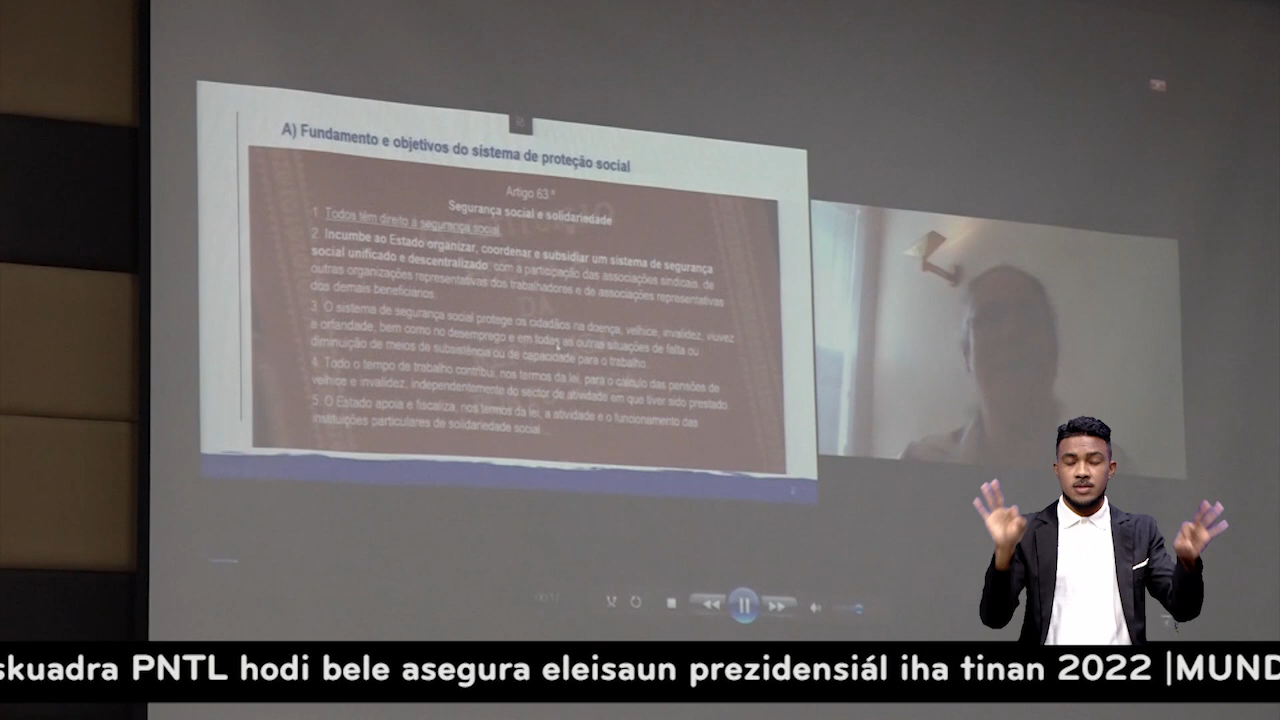 A) Fundamento e objetivos do sistema de proteção social
Artigo 63.º
Segurança social e solidariedade
1. Todos têm direito à segurança social.
2. Incumbe ao Estado organizar, coordenar e subsidiar um sistema de segurança
social unificado e descentralizado, com a participação das associações sindicais, de
outras organizações representativas dos trabalhadores e de associações representativas
dos demais beneficiários.
3. O sistema de segurança social protege os cidadãos na doença, velhice, invalidez, viuvez
e orfandade, bem como no desemprego e em todas as outras situações de falta ou
diminuição de meios de subsistência ou de capacidade para o trabalho.
4. Todo o tempo de trabalho contribui, nos termos da lei, para o cálculo das pensões de
velhice e invalidez, independentemente do sector de atividade em que tiver sido prestado.
5. O Estado apoia e fiscaliza, nos termos da lei, a atividade e o funcionamento das
instituições particulares de solidariedade social...
skuadra PNTL hodi bele asegura eleisaun prezidensiál iha tinan 2022 |MUND